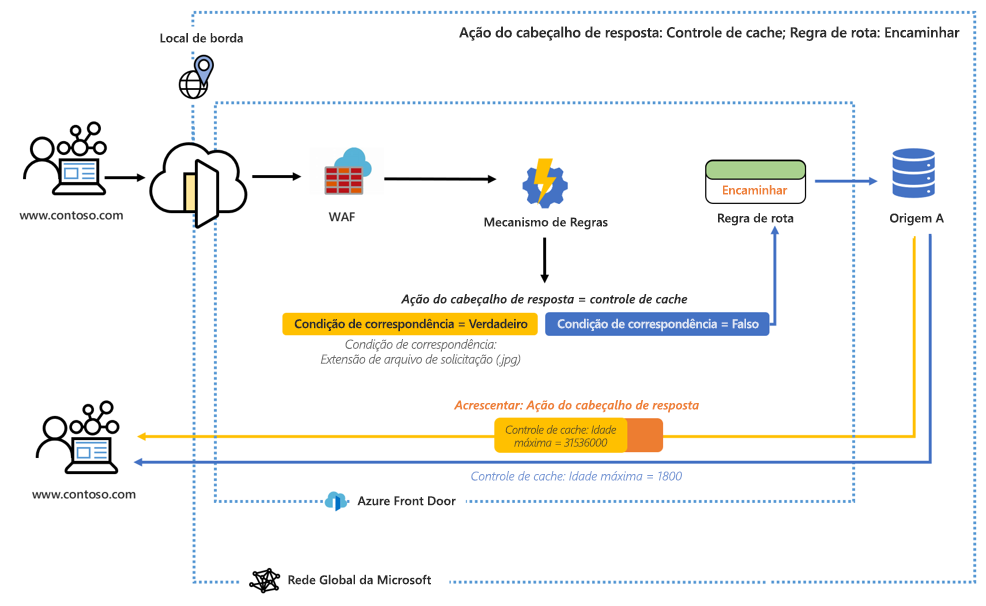 Local de borda
Ação do cabeçalho de resposta: Controle de cache; Regra de rota: Encaminhar
www.contoso.com
WAF
Mecanismo de Regras
Encaminhar
Regra de rota
Origem A
Ação do cabeçalho de resposta = controle de cache
Condição de correspondência = Verdadeiro
Condição de correspondência = Falso
Condição de correspondência:
Extensão de arquivo de solicitação (.jpg)
Acrescentar: Ação do cabeçalho de resposta
Controle de cache: Idade
máxima = 31536000
Controle de cache: Idade máxima = 1800
www.contoso.com
Azure Front Door
Rede Global da Microsoft